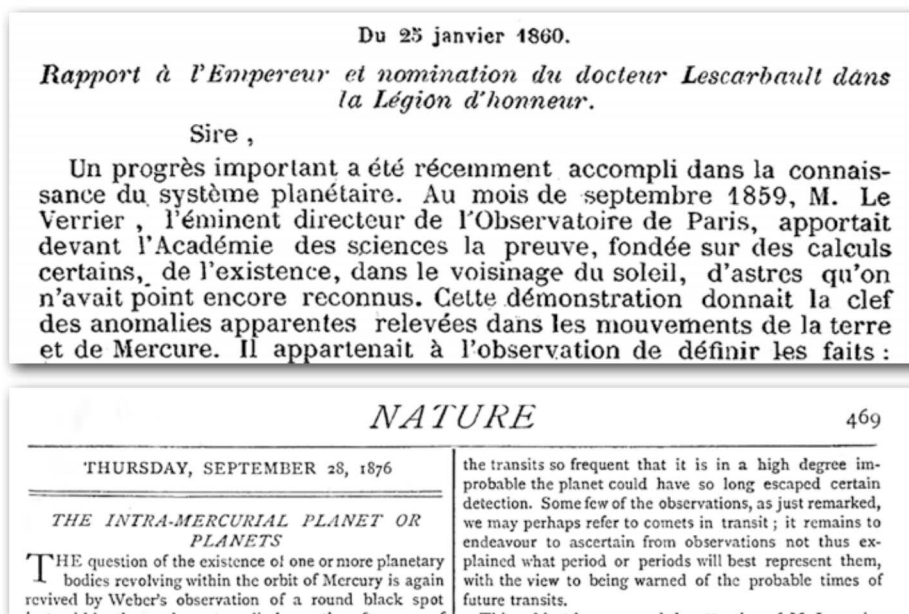 Du 25 janvier 1860.
Rapport à l'Empereur et nomination du docteur Lescarbault dans
la Légion d'honneur.
Sire,
Un progrès important a été récemment accompli dans la connais-
sance du système planétaire. Au mois de septembre 1859, M. Le
Verrier, l'éminent directeur de l'Observatoire de Paris, apportait
devant l'Académie des sciences la preuve, fondée sur des calculs
certains, de l'existence, dans le voisinage du soleil, d'astres qu'on
n'avait point encore reconnus. Cette démonstration donnait la clef
des anomalies apparentes relevées dans les mouvements de la terre
et de Mercure. Il appartenait à l'observation de définir les faits :
NATURE
469
THURSDAY, SEPTEMBER 28, 1876
THE INTRA-MERCURIAL PLANET OR
PLANETS
THE question of the existence of one or more planetary
bodies revolving within the orbit of Mercury is again
revived by Weber's observation of a round black spot
the transits so frequent that it is in a high degree im-
probable the planet could have so long escaped certain
detection. Some few of the observations, as just remarked,
we may perhaps refer to comets in transit ; it remains to
endeavour to ascertain from observations not thus ex-
plained what period or periods will best represent them,
with the view to being warned of the probable times of
future transits.